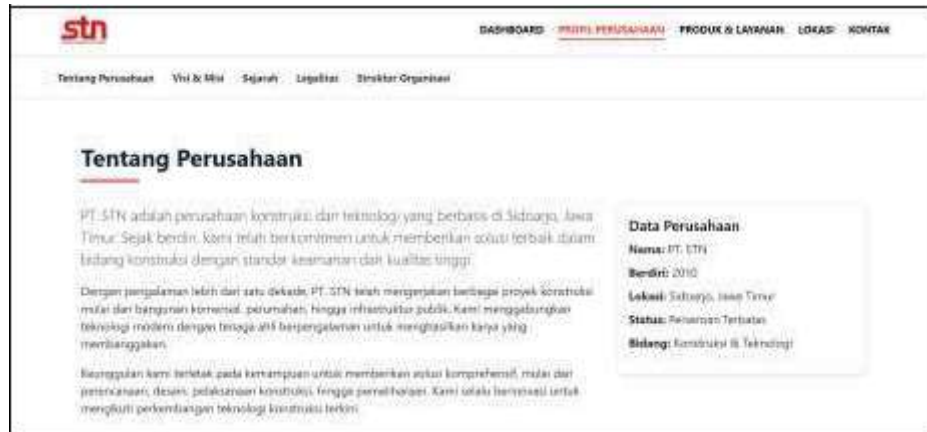 stn
DASHBOARD PROFIL PERUSAHAAN PRODUK & LAYANAN LOKASI KONTAK
Tentang Perusahaan Visi & Misi Sejarah Legalitas Struktur Organisasi
Tentang Perusahaan
PT. STN adalah perusahaan konstruksi dan teknologi yang berbasis di Sidoarjo, Jawa
Timur. Sejak berdiri, kami telah berkomitmen untuk memberikan solusi terbaik dalam
bidang konstruksi dengan standar keamanan dan kualitas tinggi.
Dengan pengalaman lebih dari satu dekade, PT. STN telah mengerjakan berbagai proyek konstruksi
mulai dari bangunan komersial, perumahan, hingga infrastruktur publik. Kami menggabungkan
teknologi modern dengan tenaga ahli berpengalaman untuk menghasilkan karya yang
membanggakan.
Keunggulan kami terletak pada kemampuan untuk memberikan solusi komprehensif, mulai dari
perencanaan, desain, pelaksanaan konstruksi, hingga pemeliharaan. Kami selalu berinovasi untuk
mengikuti perkembangan teknologi konstruksi terkini.
Data Perusahaan
Nama: PT. STN
Berdiri: 2010
Lokasi: Sidoarjo, Jawa Timur
Status: Perseroan Terbatas
Bidang: Konstruksi & Teknologi